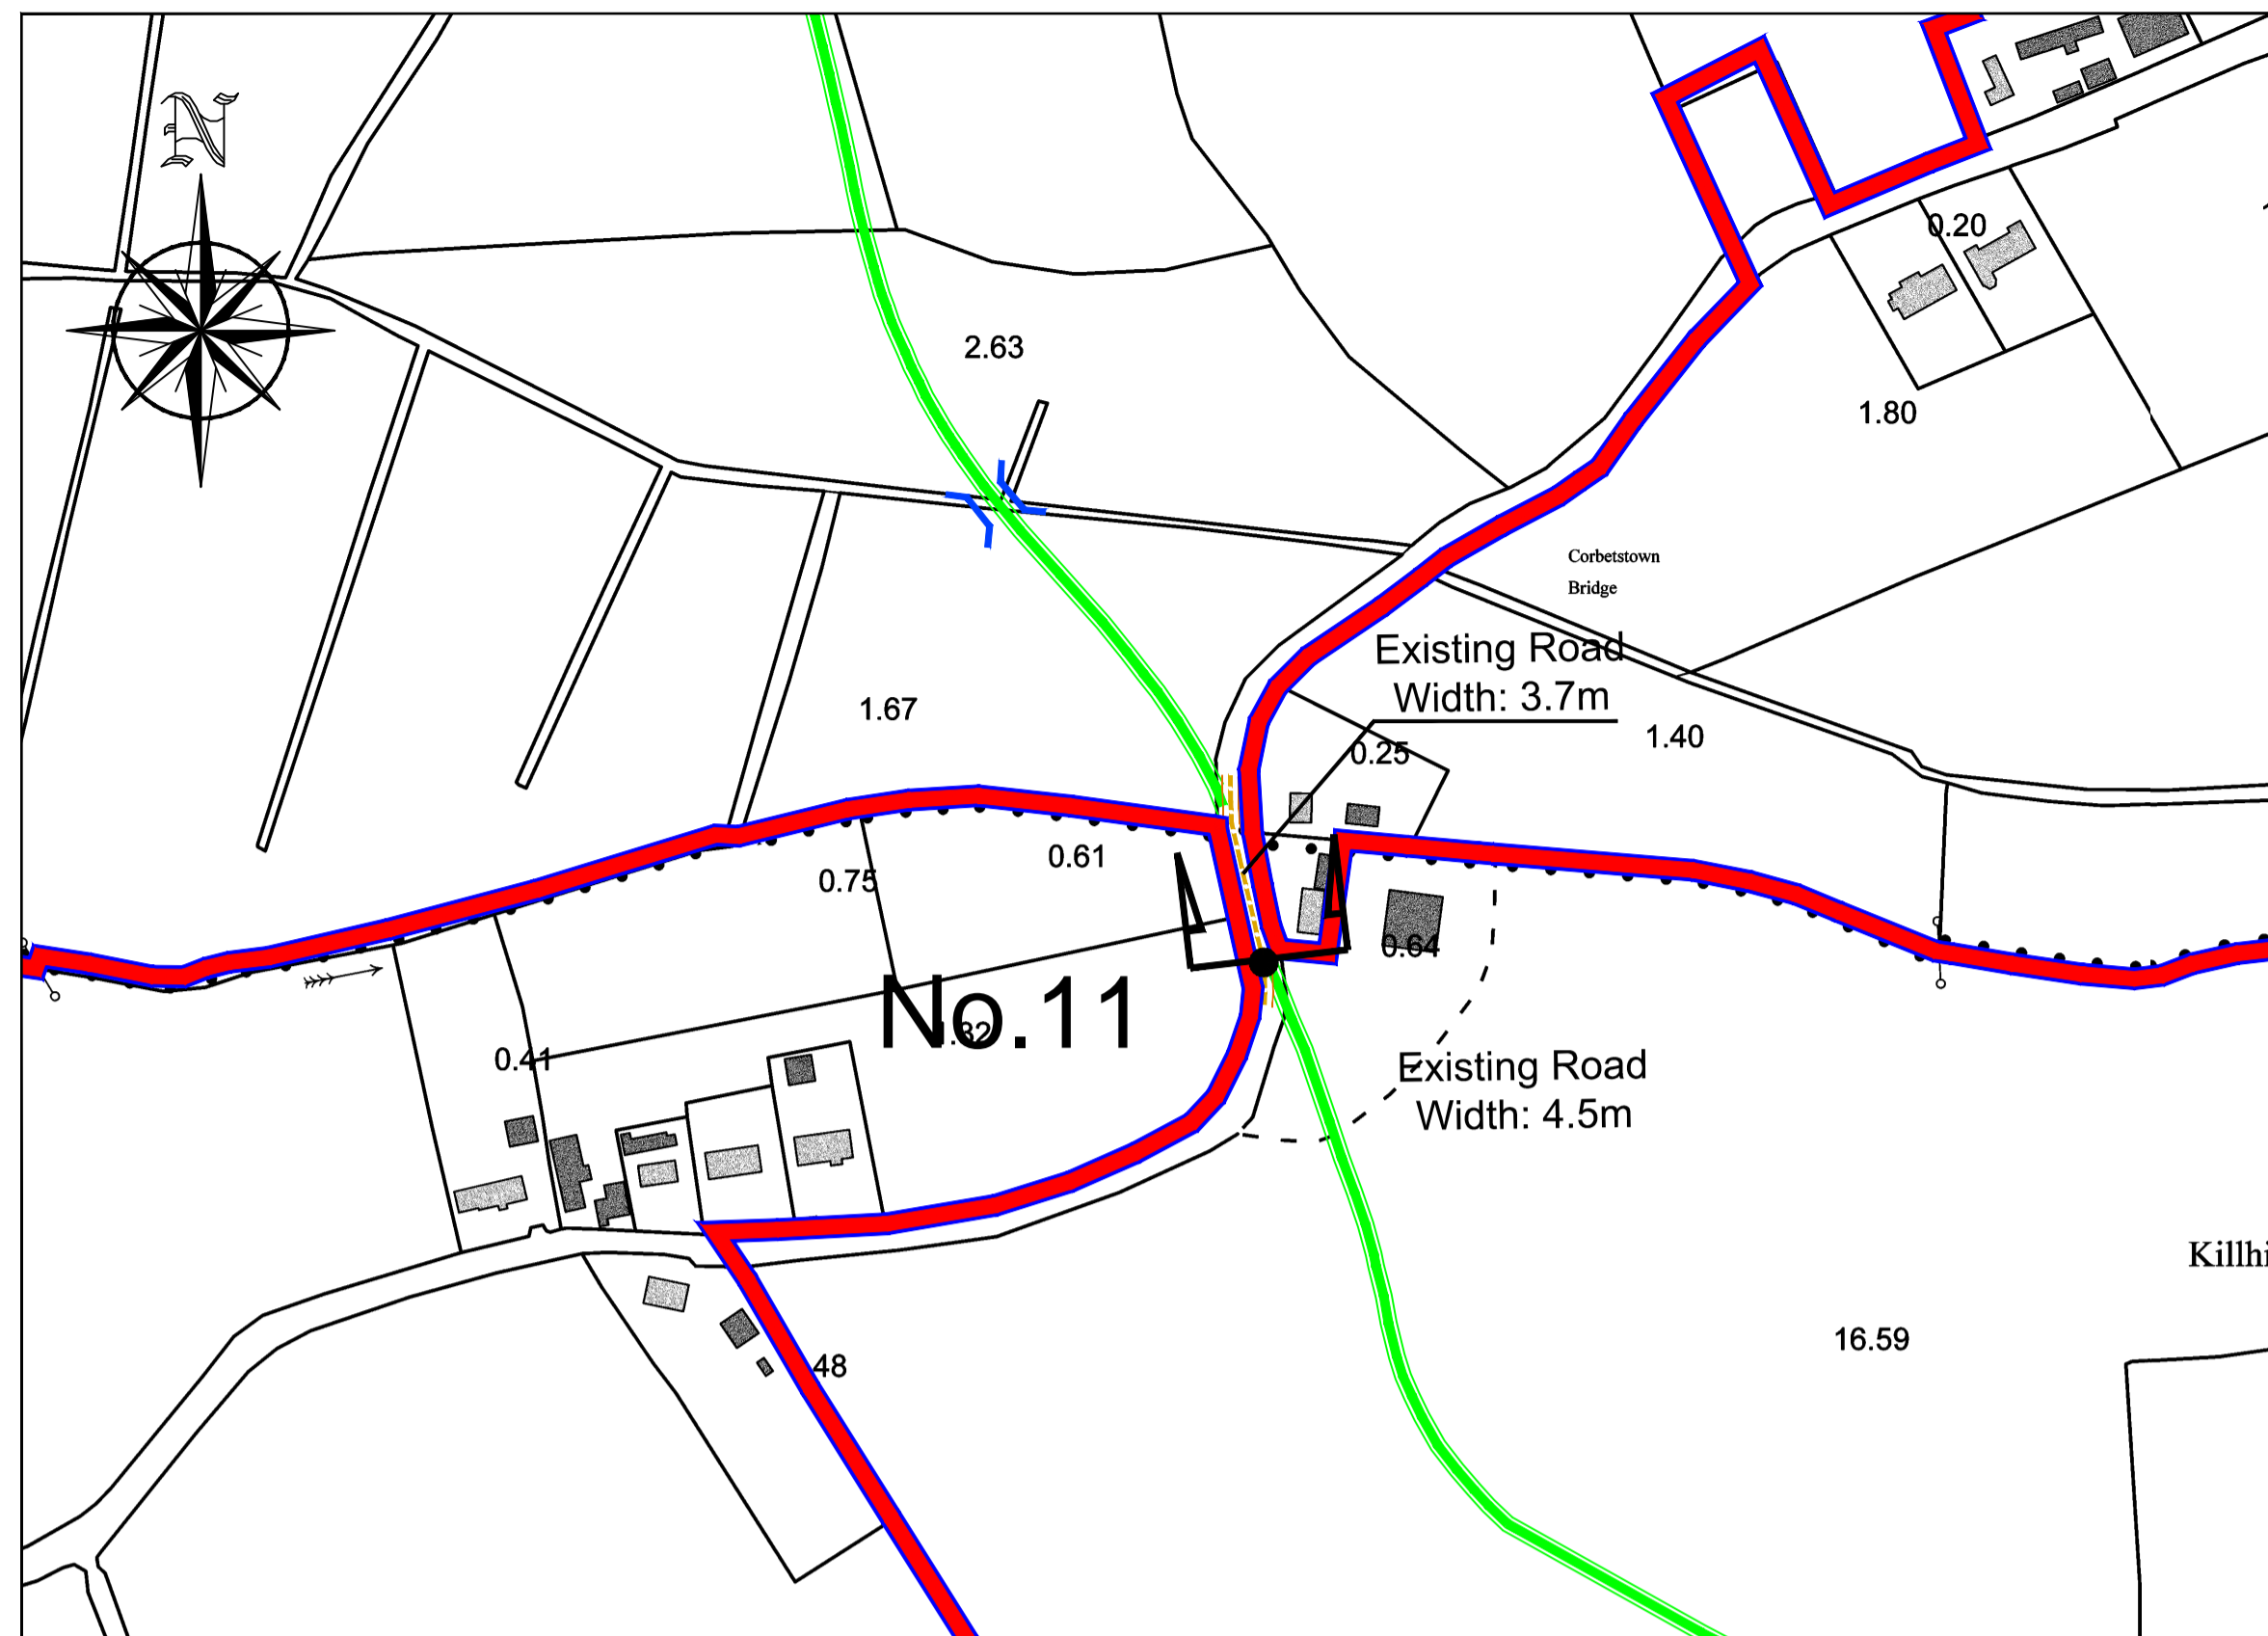 N
0.20
2.63
1.80
Corbetstown
Bridge
Existing Road
Width: 3.7m
1.67
1.40
0.25
0.61
0.75
0.64
No.11
0.41
Existing Road
Width: 4.5m
16.59
48